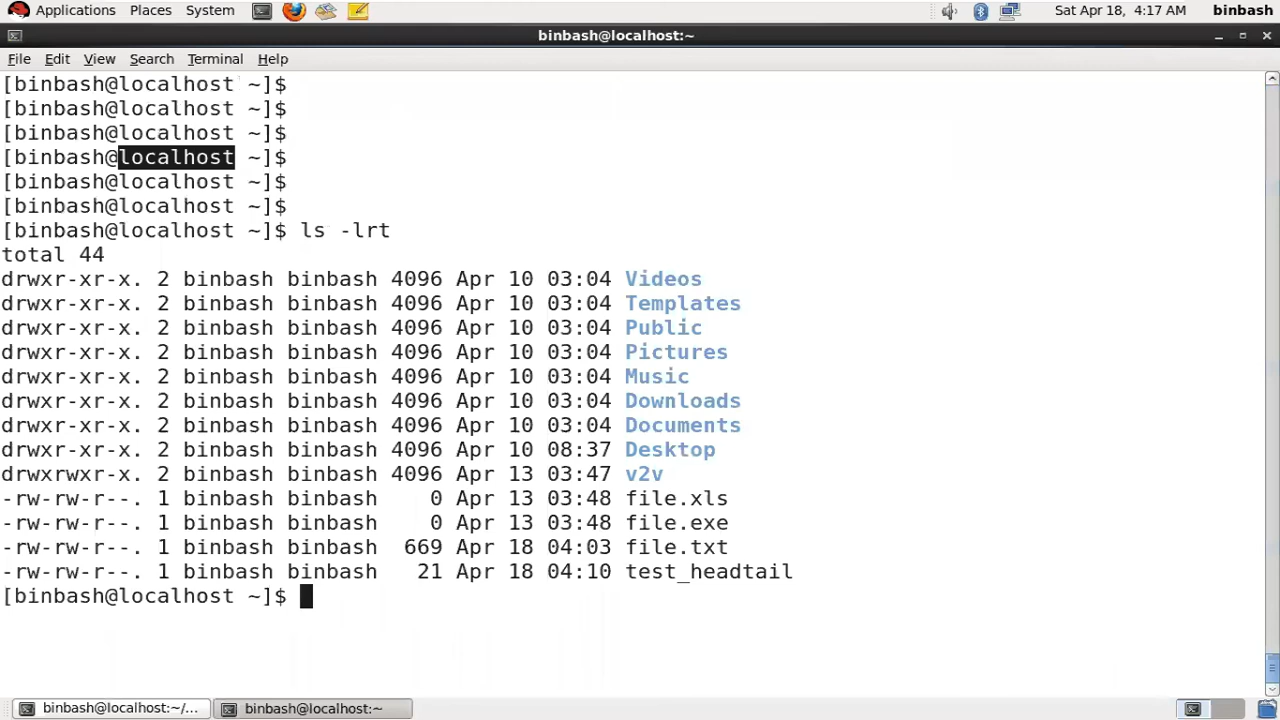 Applications Places System Sat Apr 18, 4:17 AM binbash
binbash@localhost:~
File Edit View Search Terminal Help
[binbash@localhost ~]$
[binbash@localhost ~]$
[binbash@localhost ~]$
[binbash@localhost ~]$
[binbash@localhost ~]$
[binbash@localhost ~]$
[binbash@localhost ~]$ ls -lrt
total 44
drwxr-xr-x. 2 binbash binbash 4096 Apr 10 03:04 Videos
drwxr-xr-x. 2 binbash binbash 4096 Apr 10 03:04 Templates
drwxr-xr-x. 2 binbash binbash 4096 Apr 10 03:04 Public
drwxr-xr-x. 2 binbash binbash 4096 Apr 10 03:04 Pictures
drwxr-xr-x. 2 binbash binbash 4096 Apr 10 03:04 Music
drwxr-xr-x. 2 binbash binbash 4096 Apr 10 03:04 Downloads
drwxr-xr-x. 2 binbash binbash 4096 Apr 10 03:04 Documents
drwxr-xr-x. 2 binbash binbash 4096 Apr 10 08:37 Desktop
drwxrwxr-x. 2 binbash binbash 4096 Apr 13 03:47 v2v
-rw-rw-r--. 1 binbash binbash 0 Apr 13 03:48 file.xls
-rw-rw-r--. 1 binbash binbash 0 Apr 13 03:48 file.exe
-rw-rw-r--. 1 binbash binbash 669 Apr 18 04:03 file.txt
-rw-rw-r--. 1 binbash binbash 21 Apr 18 04:10 test_headtail
[binbash@localhost ~]$
binbash@localhost:~/... binbash@localhost:~